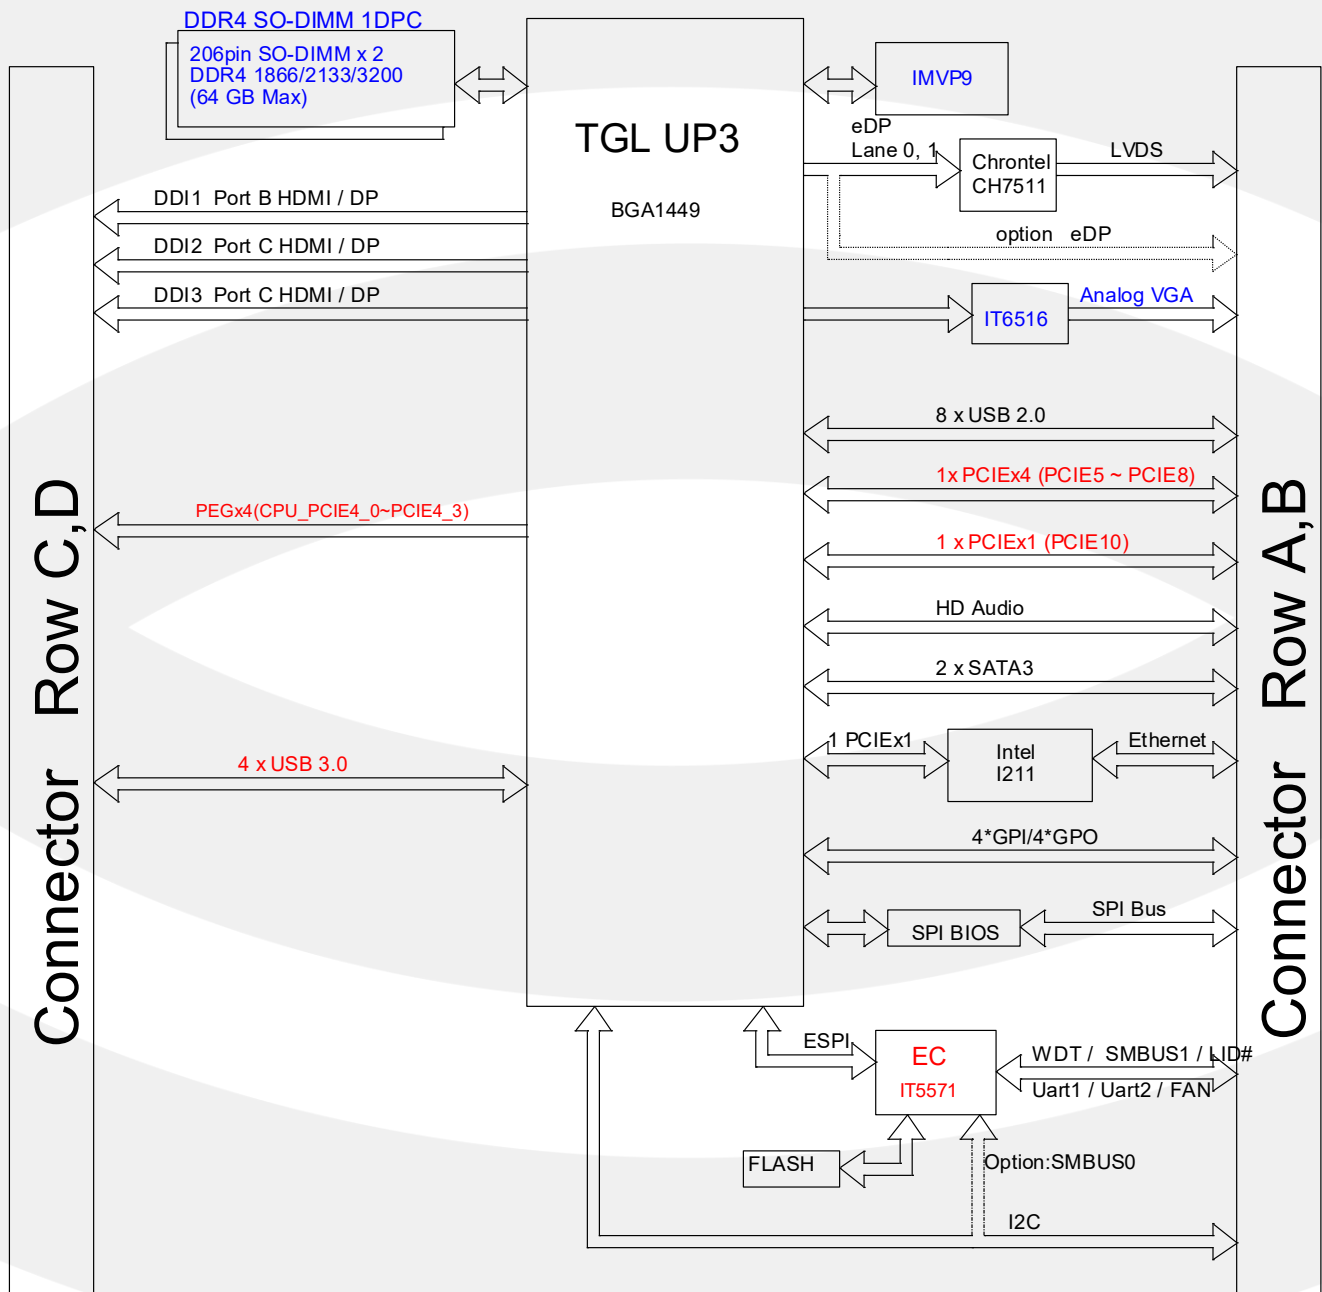 DDR4 SO-DIMM 1DPC
206pin SO-DIMM x 2
DDR4 1866/2133/3200
(64 GB Max)
TGL UP3
BGA1449
IMVP9
eDP
Lane 0, 1
Chrontel
CH7511
LVDS
option eDP
DDI1 Port B HDMI / DP
DDI2 Port C HDMI / DP
DDI3 Port C HDMI / DP
IT6516
Analog VGA
8 x USB 2.0
1x PCIEx4 (PCIE5 ~ PCIE8)
PEGx4(CPU_PCIE4_0~PCIE4_3)
1 x PCIEx1 (PCIE10)
HD Audio
2 x SATA3
1 PCIEx1
Intel
I211
Ethernet
4 x USB 3.0
4*GPI/4*GPO
SPI BIOS
SPI Bus
ESPI
EC
IT5571
WDT / SMBUS1 / LID#
Uart1 / Uart2 / FAN
FLASH
Option:SMBUS0
I2C
Connector Row C,D
Connector Row A,B